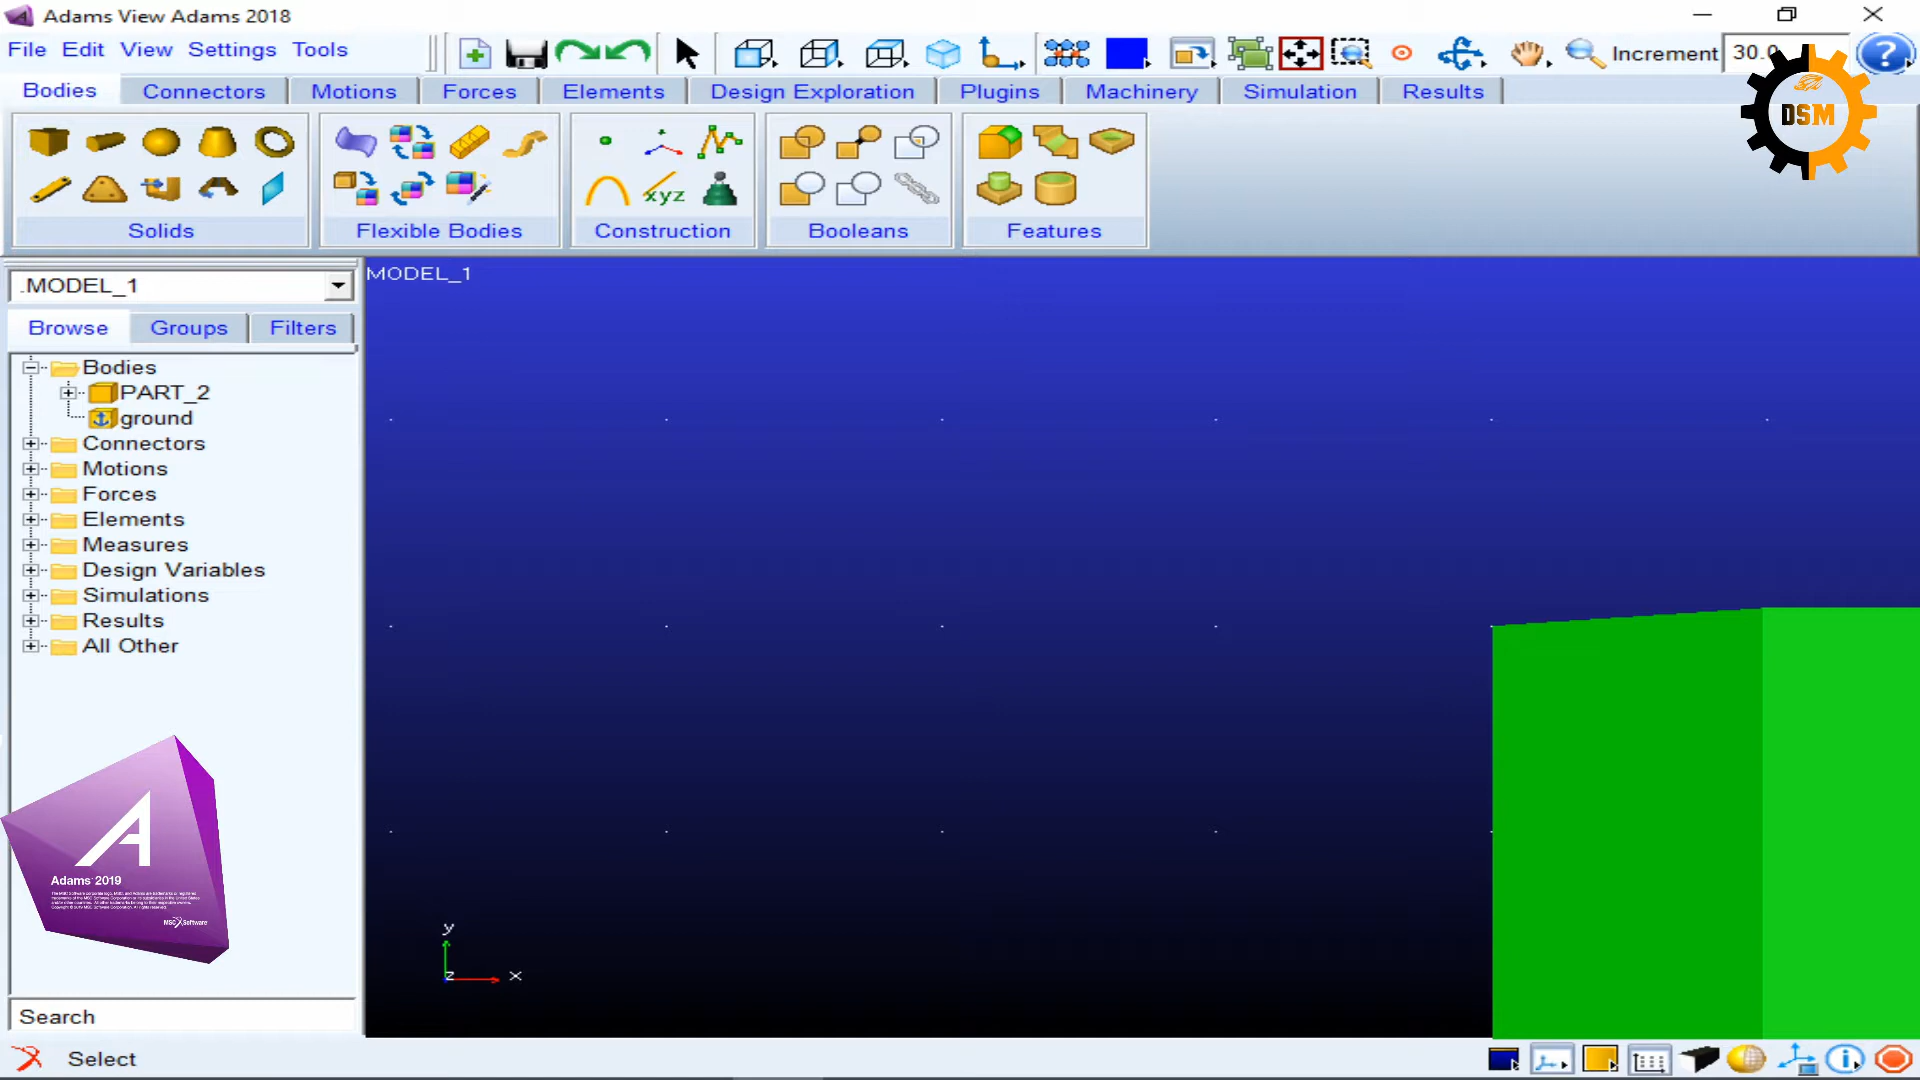 Adams View Adams 2018
File Edit View Settings Tools
Increment 30.0
Bodies Connectors Motions Forces Elements Design Exploration Plugins Machinery Simulation Results
DSM
xyz
Solids Flexible Bodies Construction Booleans Features
.MODEL_1
MODEL_1
Browse Groups Filters
Bodies
PART_2
ground
Connectors
Motions
Forces
Elements
Measures
Design Variables
Simulations
Results
All Other
A
Adams 2019
MSC Software
y
z x
Search
Select